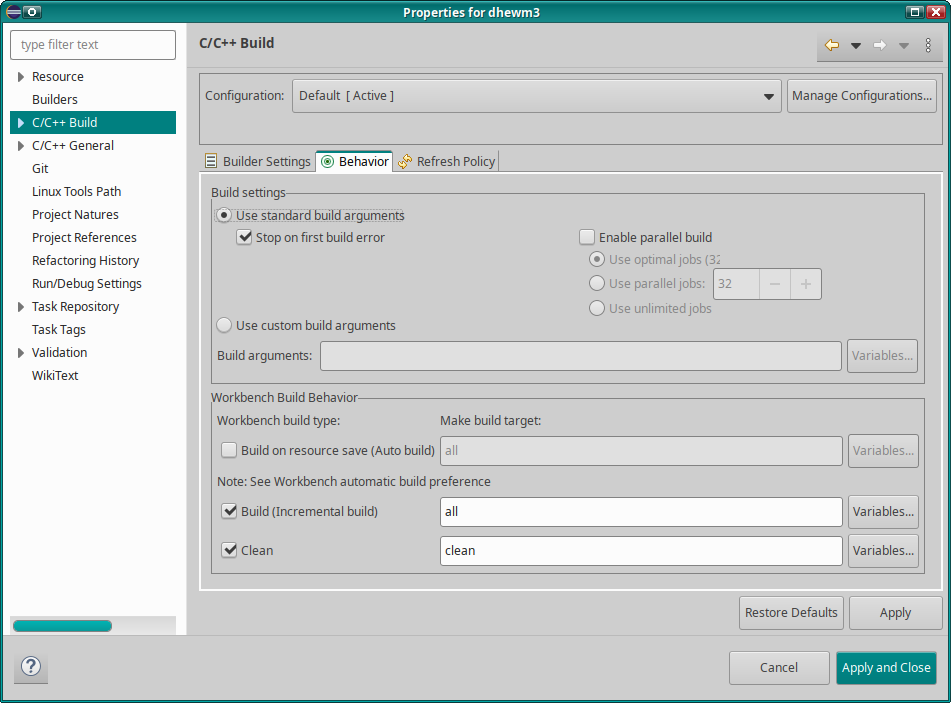 Properties for dhewm3
type filter text
Resource
Builders
C/C++ Build
C/C++ General
Git
Linux Tools Path
Project Natures
Project References
Refactoring History
Run/Debug Settings
Task Repository
Task Tags
Validation
WikiText
C/C++ Build
Configuration: Default [ Active ] Manage Configurations...
Builder Settings Behavior Refresh Policy
Build settings
Use standard build arguments
Stop on first build error Enable parallel build
Use optimal jobs (32
Use parallel jobs: 32 − +
Use unlimited jobs
Use custom build arguments
Build arguments: Variables...
Workbench Build Behavior
Workbench build type: Make build target:
Build on resource save (Auto build) all Variables...
Note: See Workbench automatic build preference
Build (Incremental build) all Variables...
Clean clean Variables...
Restore Defaults Apply
? Cancel Apply and Close